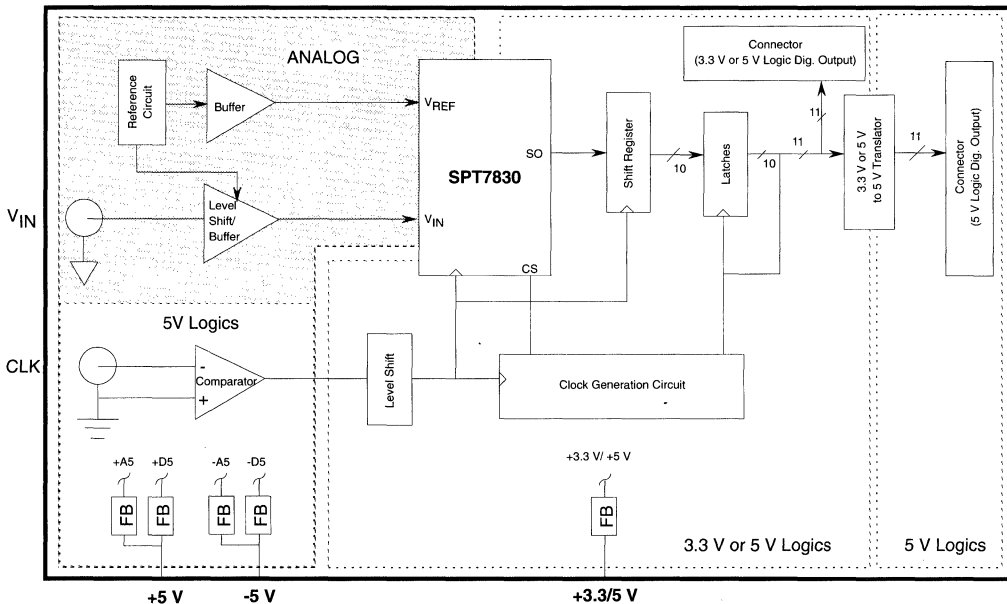 ANALOG
Reference
Circuit
Buffer
Level
Shift/
Buffer
VIN
VREF
VIN
SPT7830
SO
CS
Shift Register
10
Latches
10
11
11
Connector
(3.3 V or 5 V Logic Dig. Output)
3.3 V or 5 V
to 5 V Translator
11
Connector
(5 V Logic Dig. Output)
5V Logics
CLK
-
+
Comparator
Level Shift
Clock Generation Circuit
+A5
+D5
-A5
-D5
FB
FB
FB
FB
+3.3 V/ +5 V
FB
3.3 V or 5 V Logics
5 V Logics
+5 V
-5 V
+3.3/5 V